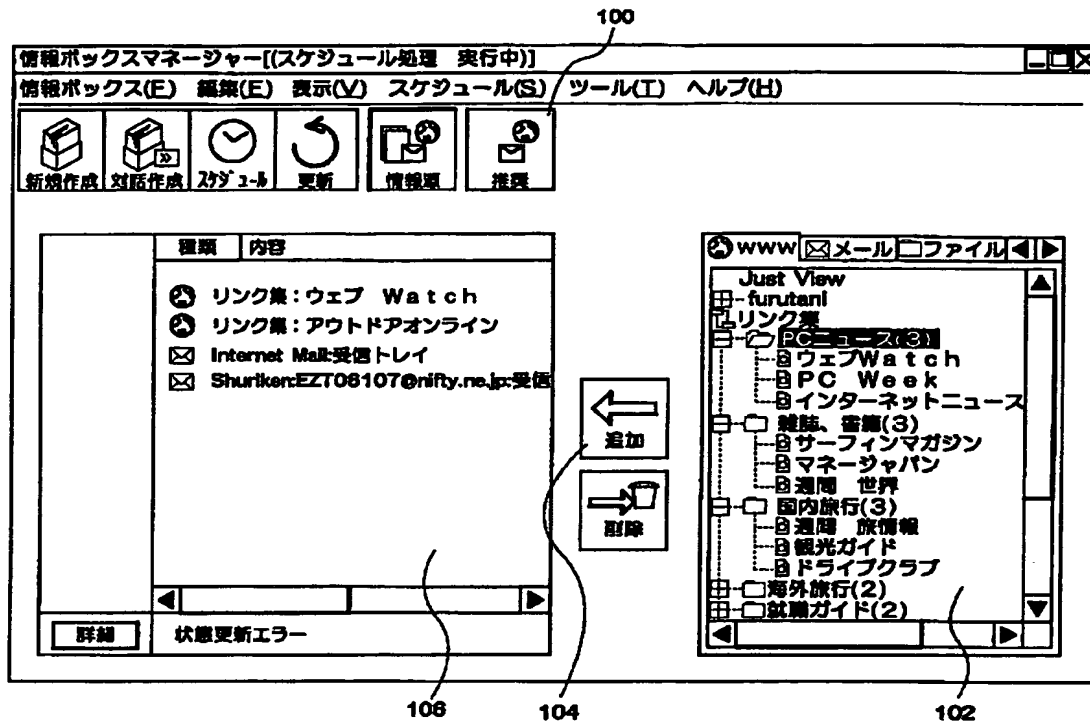 100
情報ボックスマネージャー[(スケジュール処理　実行中)]
情報ボックス(F)　編集(E)　表示(V)　スケジュール(S)　ツール(T)　ヘルプ(H)
新規作成　対話作成　スケジュール　更新　情報源　推奨
種類　内容
リンク集：ウェブ　Watch
リンク集：アウトドアオンライン
Internet Mail:受信トレイ
Shuriken:EZT06107@nifty.ne.jp:受信
詳細　状態更新エラー
追加
削除
WWW　メール　ファイル
Just View
furutani
リンク集
PCニュース(3)
ウェブWatch
PC　Week
インターネットニュース
雑誌、書籍(3)
サーフィンマガジン
マネージャパン
週間　世界
国内旅行(3)
週間　旅情報
観光ガイド
ドライブクラブ
海外旅行(2)
就職ガイド(2)
106　104　102